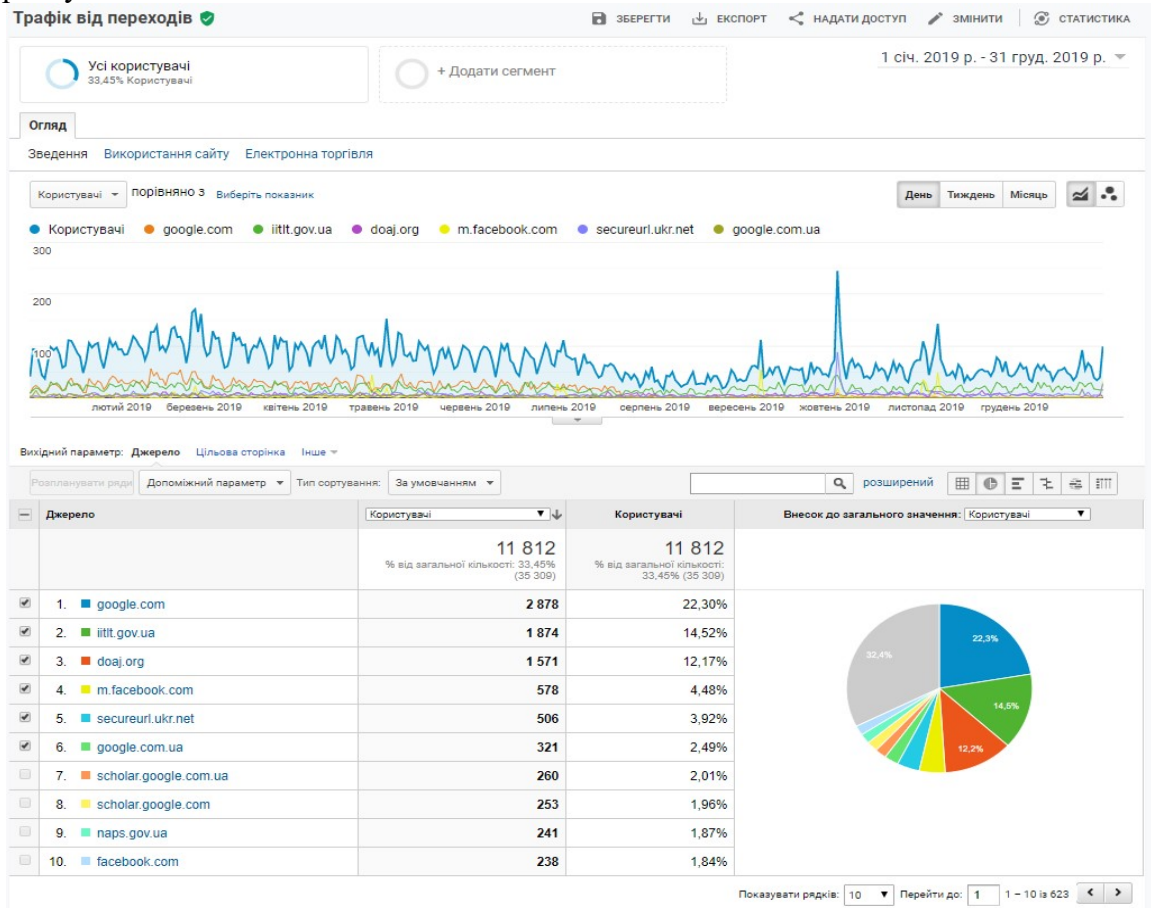 Трафік від переходів
ЗБЕРЕГТИ ЕКСПОРТ НАДАТИ ДОСТУП ЗМІНИТИ СТАТИСТИКА
Усі користувачі
33,45% Користувачі
+ Додати сегмент
1 січ. 2019 р. - 31 груд. 2019 р.
Огляд
Зведення Використання сайту Електронна торгівля
Користувачі порівняно з Виберіть показник
День Тиждень Місяць
Користувачі google.com iitlt.gov.ua doaj.org m.facebook.com secureurl.ukr.net google.com.ua
300
200
100
лютий 2019 березень 2019 квітень 2019 травень 2019 червень 2019 липень 2019 серпень 2019 вересень 2019 жовтень 2019 листопад 2019 грудень 2019
Вихідний параметр: Джерело Цільова сторінка Інше
Розпланувати ряди Допоміжний параметр Тип сортування: За умовчанням розширений
Джерело Користувачі Користувачі Внесок до загального значення: Користувачі
11 812 11 812
% від загальної кількості: 33,45% (35 309) % від загальної кількості: 33,45% (35 309)
1. google.com 2 878 22,30%
2. iitlt.gov.ua 1 874 14,52%
3. doaj.org 1 571 12,17%
4. m.facebook.com 578 4,48%
5. secureurl.ukr.net 506 3,92%
6. google.com.ua 321 2,49%
7. scholar.google.com.ua 260 2,01%
8. scholar.google.com 253 1,96%
9. naps.gov.ua 241 1,87%
10. facebook.com 238 1,84%
22,3%
32,4%
14,5%
12,2%
Показувати рядків: 10 Перейти до: 1 1 – 10 із 623